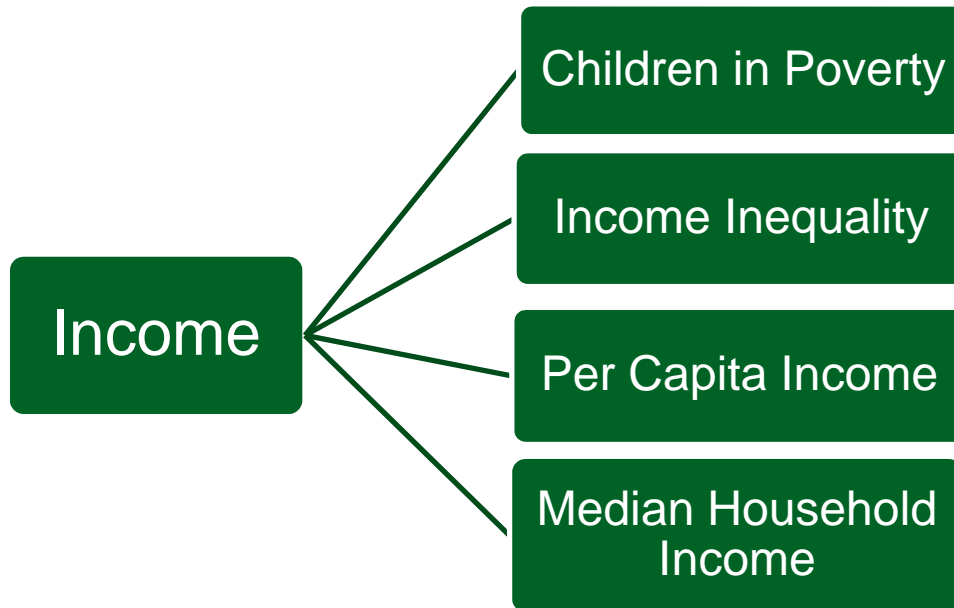 Children in Poverty
Income Inequality
Income
Per Capita Income
Median Household
Income